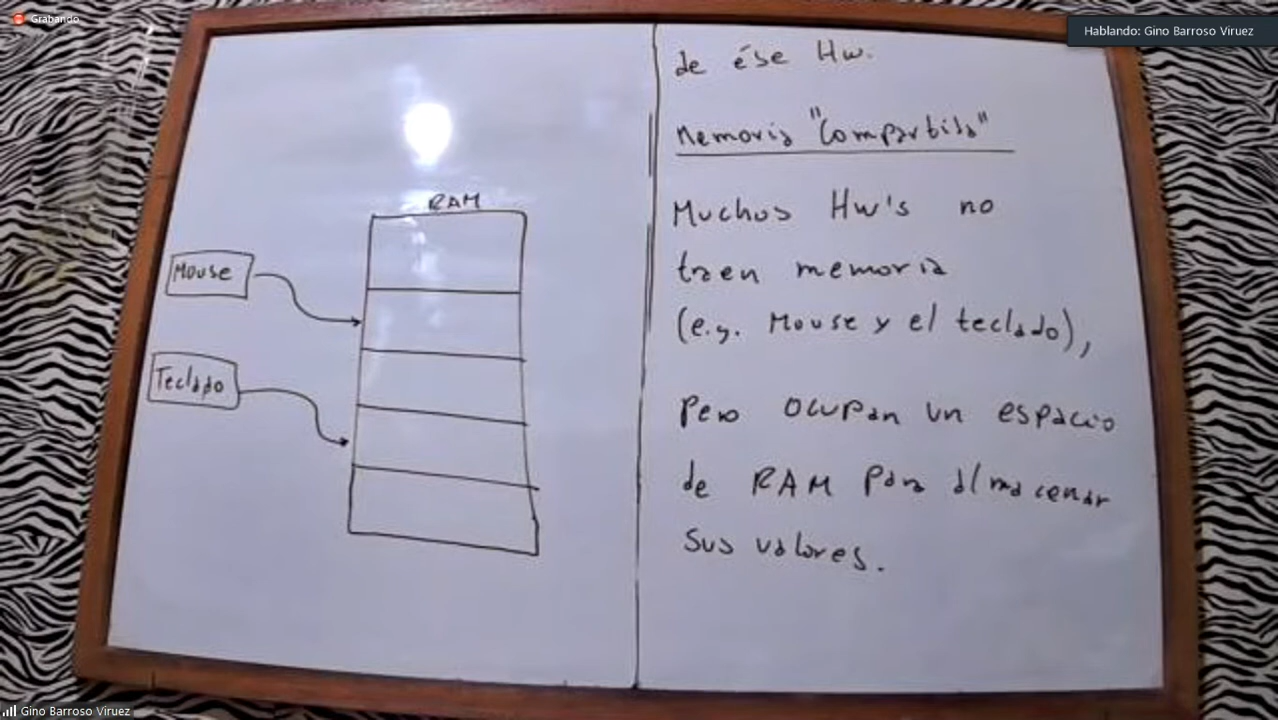 Grabando
Hablando: Gino Barroso Viruez
RAM
Mouse
Teclado
de ése Hw.
Memoria "Compartida"
Muchos Hw's no
traen memoria
(e.g. Mouse y el teclado),
pero ocupan un espacio
de RAM para almacenar
sus valores.
Gino Barroso Viruez